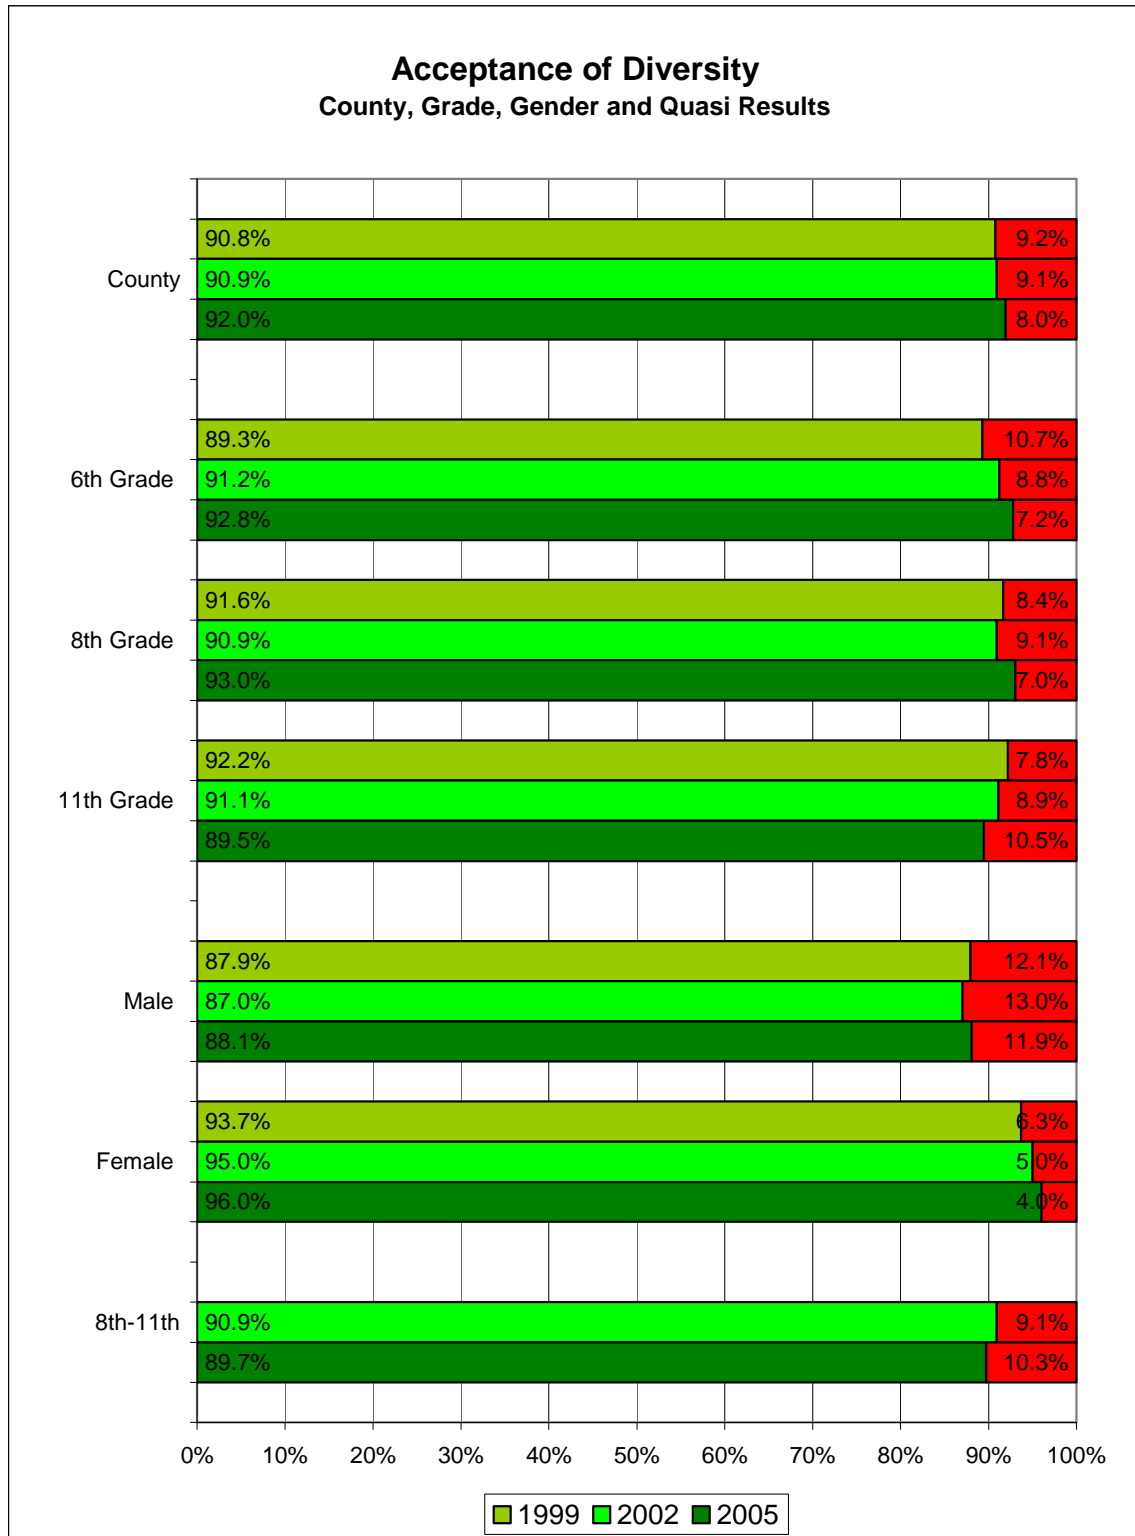 Acceptance of Diversity
County, Grade, Gender and Quasi Results
90.8% 9.2%
County 90.9% 9.1%
92.0% 8.0%
89.3% 10.7%
6th Grade 91.2% 8.8%
92.8% 7.2%
91.6% 8.4%
8th Grade 90.9% 9.1%
93.0% 7.0%
92.2% 7.8%
11th Grade 91.1% 8.9%
89.5% 10.5%
87.9% 12.1%
Male 87.0% 13.0%
88.1% 11.9%
93.7% 6.3%
Female 95.0% 5.0%
96.0% 4.0%
8th-11th 90.9% 9.1%
89.7% 10.3%
0% 10% 20% 30% 40% 50% 60% 70% 80% 90% 100%
1999 2002 2005